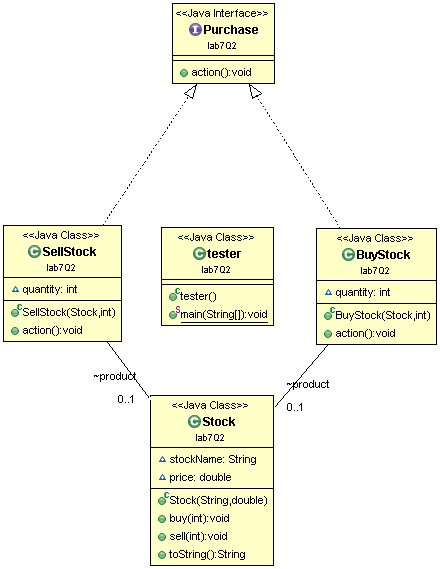 <<Java Interface>>
Purchase
lab7Q2
action():void
<<Java Class>>
SellStock
lab7Q2
quantity: int
SellStock(Stock,int)
action():void
<<Java Class>>
tester
lab7Q2
tester()
main(String[]):void
<<Java Class>>
BuyStock
lab7Q2
quantity: int
BuyStock(Stock,int)
action():void
~product
0..1
~product
0..1
<<Java Class>>
Stock
lab7Q2
stockName: String
price: double
Stock(String,double)
buy(int):void
sell(int):void
toString():String